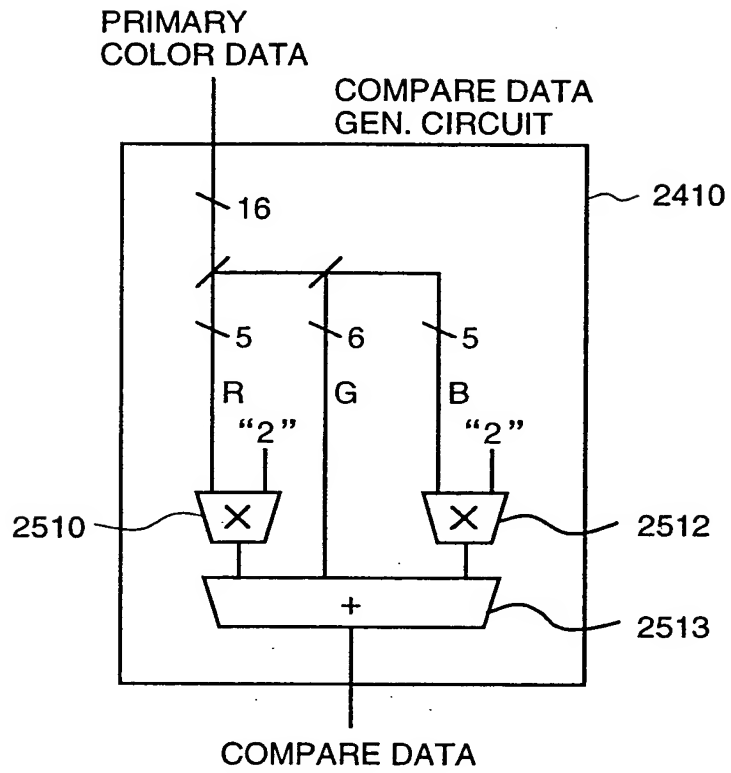 PRIMARY
COLOR DATA
COMPARE DATA
GEN. CIRCUIT
2410
16
5
6
5
R
G
B
“2”
“2”
2510
×
×
2512
+
2513
COMPARE DATA